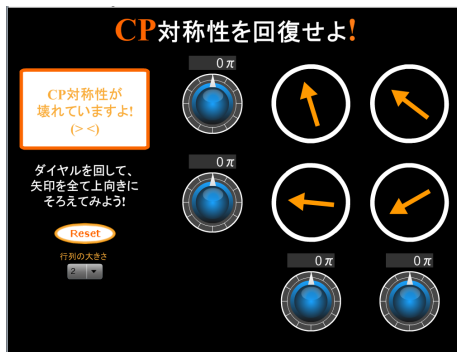 CP対称性を回復せよ!
0π
CP対称性が
壊れていますよ!
(> <)
0π
ダイヤルを回して、
矢印を全て上向きに
そろえてみよう!
Reset
行列の大きさ
2
0π
0π